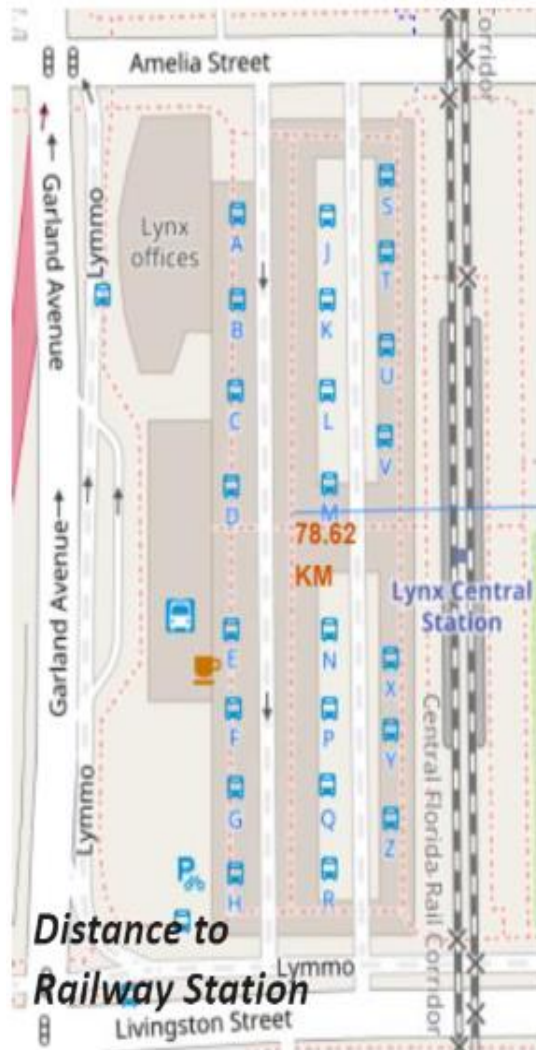 orridor
Amelia Street
← Garland Avenue
Lymmo
Lynx
offices
A
J
S
B
K
T
C
L
U
D
M
V
78.62
KM
Garland Avenue→
Lynx Central
Station
E
N
X
F
P
Y
G
Q
Z
H
R
Central Florida Rail Corridor
Lymmo
Distance to
Railway Station
Lymmo
Livingston Street